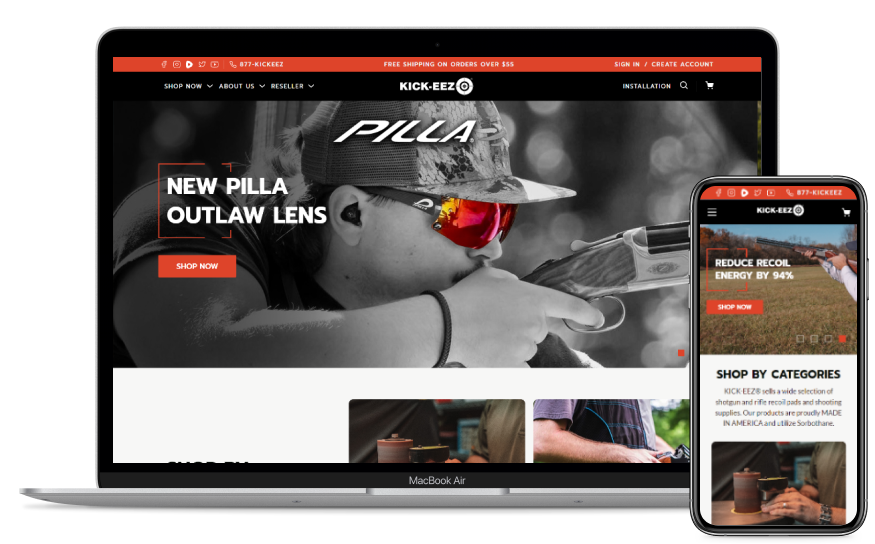 877-KICKEEZ
FREE SHIPPING ON ORDERS OVER $55
SIGN IN / CREATE ACCOUNT
SHOP NOW
ABOUT US
RESELLER
KICK-EEZ
INSTALLATION
PILLA
NEW PILLA
OUTLAW LENS
SHOP NOW
MacBook Air
877-KICKEEZ
KICK-EEZ
REDUCE RECOIL
ENERGY BY 94%
SHOP NOW
SHOP BY CATEGORIES
KICK-EEZ® sells a wide selection of
shotgun and rifle recoil pads and shooting
supplies. Our products are proudly MADE
IN AMERICA and utilize Sorbothane.